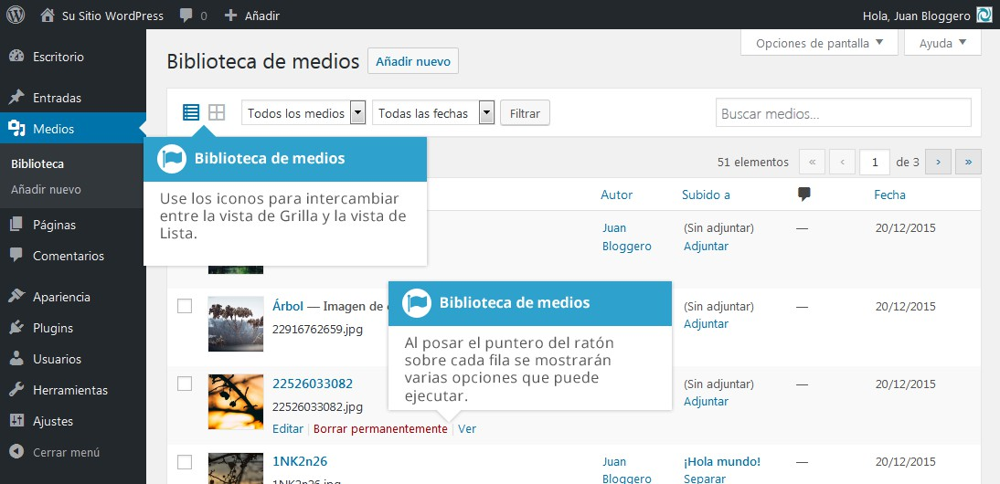 Su Sitio WordPress 0 Añadir Hola, Juan Bloggero
Escritorio
Entradas
Medios
Biblioteca
Añadir nuevo
Páginas
Comentarios
Apariencia
Plugins
Usuarios
Herramientas
Ajustes
Cerrar menú
Opciones de pantalla Ayuda
Biblioteca de medios Añadir nuevo
Todos los medios Todas las fechas Filtrar Buscar medios...
Biblioteca de medios
Use los iconos para intercambiar
entre la vista de Grilla y la vista de
Lista.
51 elementos « ‹ 1 de 3 › »
Autor Subido a Fecha
Juan (Sin adjuntar) — 20/12/2015
Bloggero Adjuntar
Árbol — Imagen de (Sin adjuntar) — 20/12/2015
22916762659.jpg Adjuntar
Biblioteca de medios
Al posar el puntero del ratón
sobre cada fila se mostrarán
varias opciones que puede
ejecutar.
22526033082 (Sin adjuntar) — 20/12/2015
22526033082.jpg Adjuntar
Editar | Borrar permanentemente | Ver
1NK2n26 Juan ¡Hola mundo! — 20/12/2015
1NK2n26.jpg Bloggero Separar